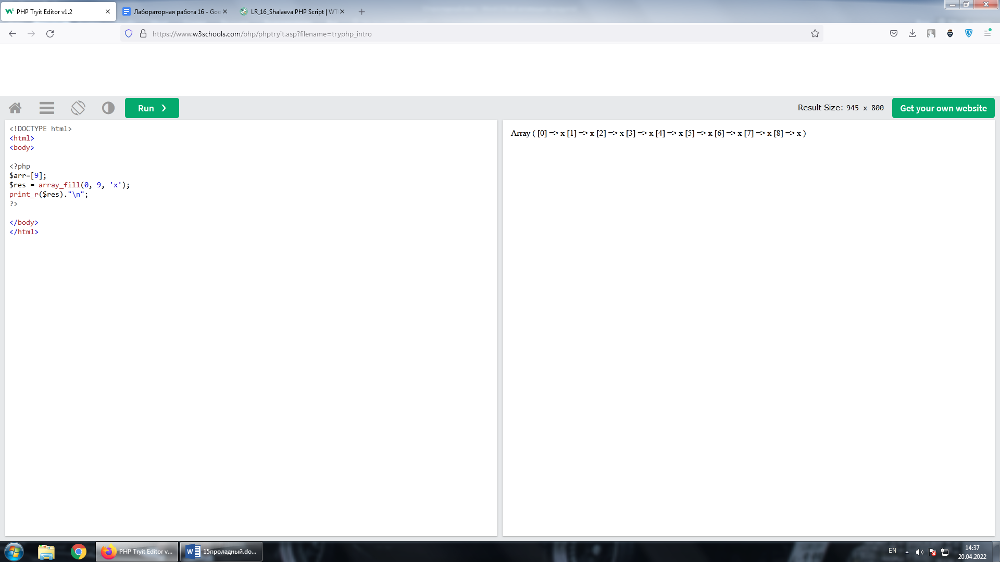 PHP Tryit Editor v1.2
Лабораторная работа 16 - Goo
LR_16_Shalaeva PHP Script | WT
https://www.w3schools.com/php/phptryit.asp?filename=tryphp_intro
Run ❯
Result Size: 945 x 800
Get your own website
<!DOCTYPE html>
<html>
<body>
<?php
$arr=[9];
$res = array_fill(0, 9, 'x');
print_r($res)."\n";
?>
</body>
</html>
Array ( [0] => x [1] => x [2] => x [3] => x [4] => x [5] => x [6] => x [7] => x [8] => x )
PHP Tryit Editor v...
15проладный.do...
EN
14:37
20.04.2022